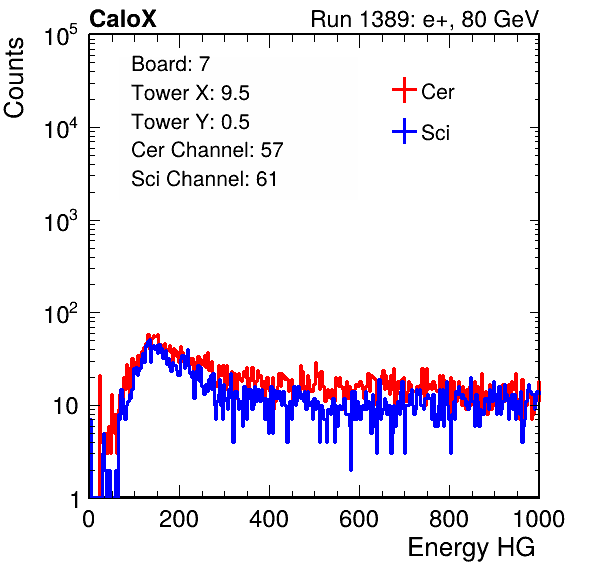 CaloX Run 1389: e+, 80 GeV
Counts
Board: 7
Tower X: 9.5
Tower Y: 0.5
Cer Channel: 57
Sci Channel: 61
Cer
Sci
10^5
10^4
10^3
10^2
10
1
0 200 400 600 800 1000
Energy HG